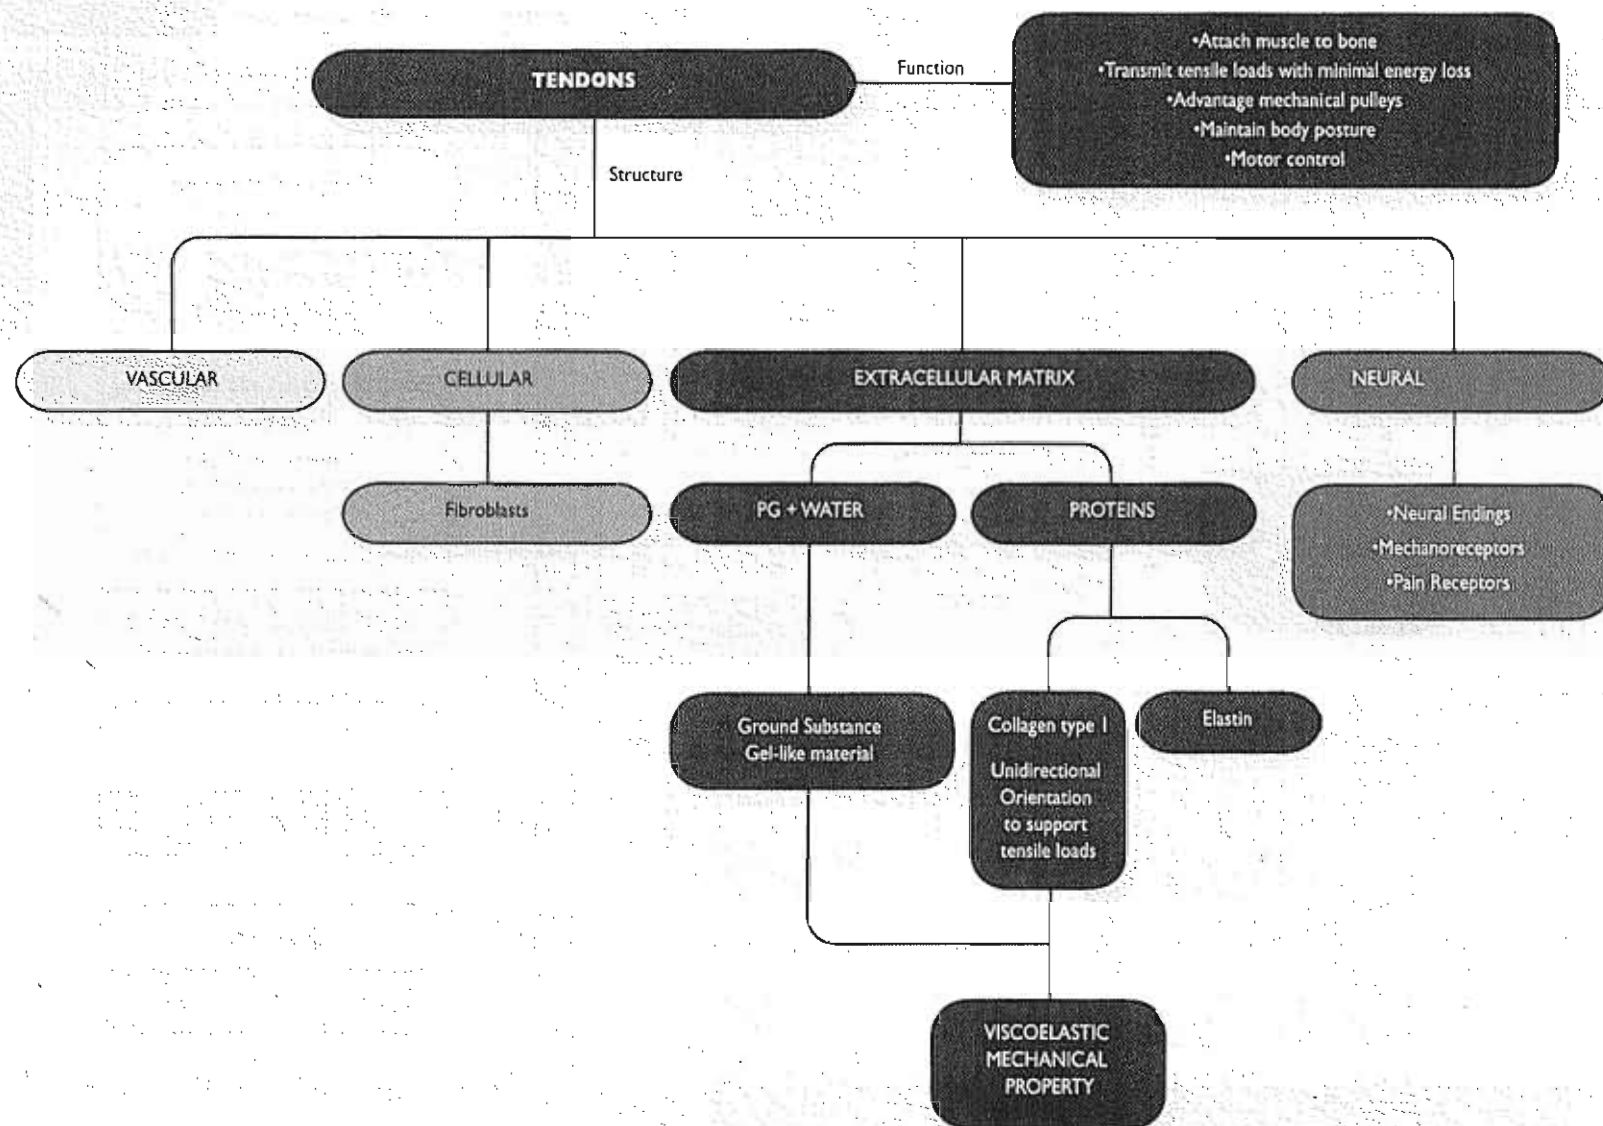 TENDONS
Function
•Attach muscle to bone
•Transmit tensile loads with minimal energy loss
•Advantage mechanical pulleys
•Maintain body posture
•Motor control
Structure
VASCULAR
CELLULAR
EXTRACELLULAR MATRIX
NEURAL
Fibroblasts
PG + WATER
PROTEINS
•Neural Endings
•Mechanoreceptors
•Pain Receptors
Ground Substance
Gel-like material
Collagen type I
Unidirectional
Orientation
to support
tensile loads
Elastin
VISCOELASTIC
MECHANICAL
PROPERTY